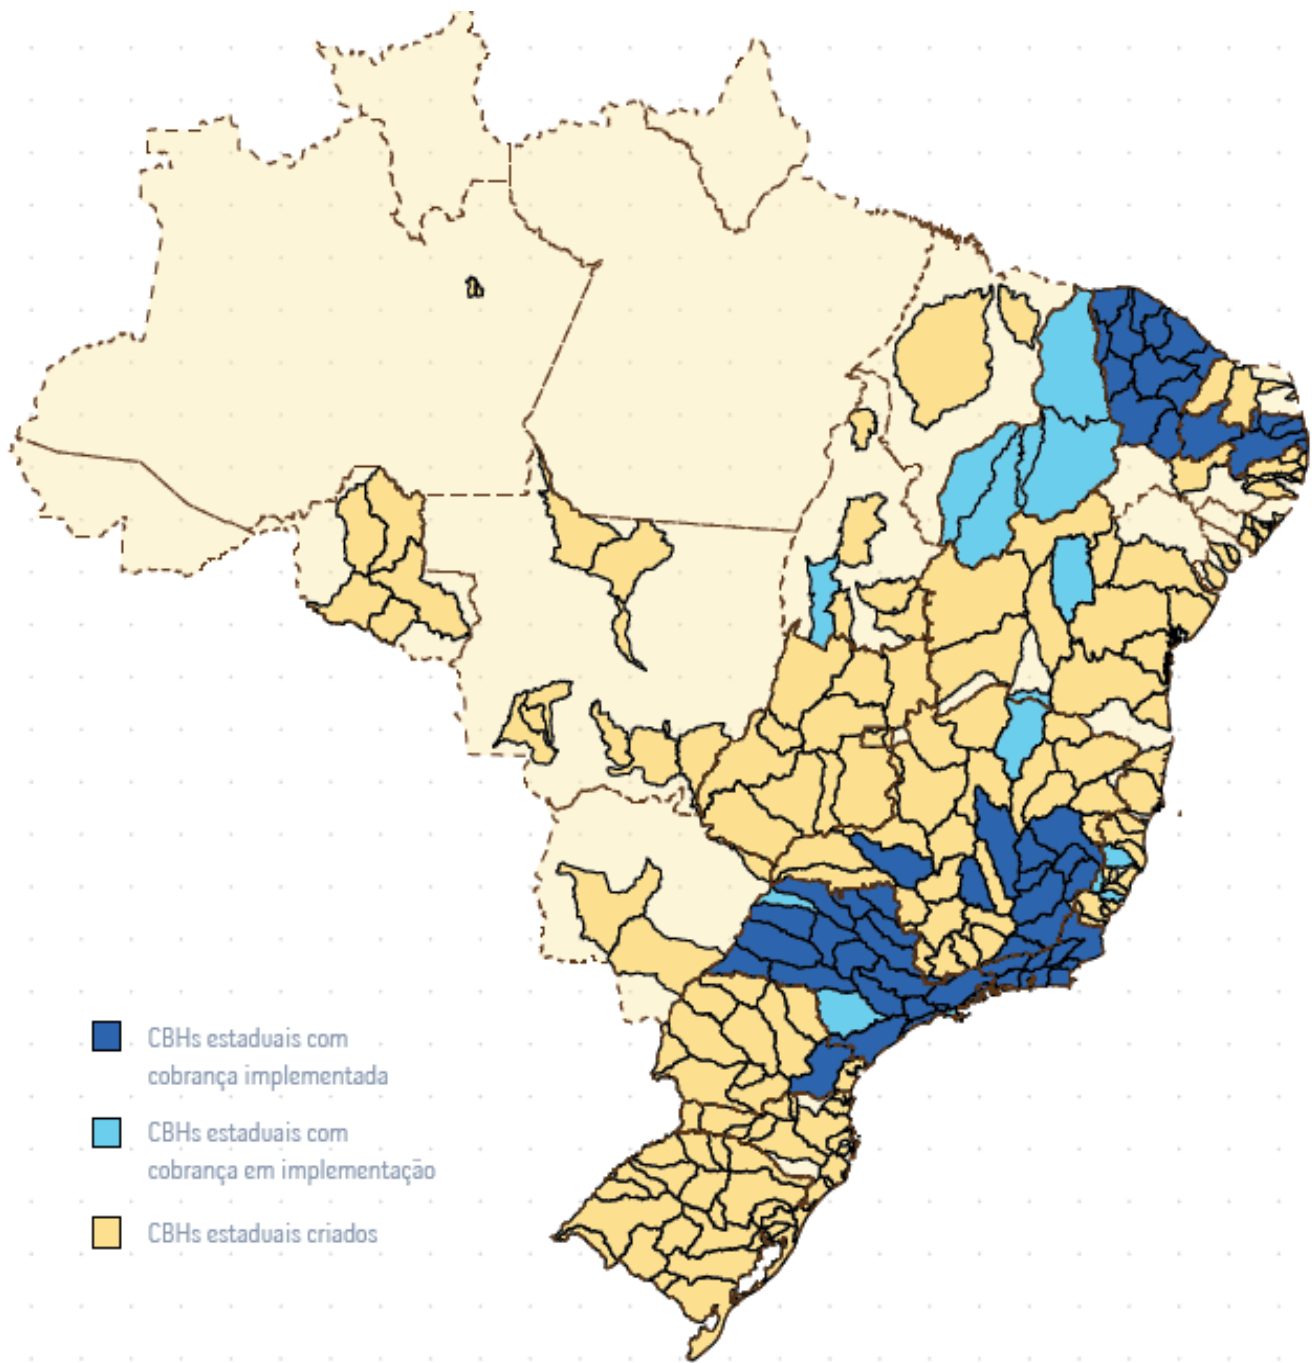 CBHs estaduais com
cobrança implementada
CBHs estaduais com
cobrança em implementação
CBHs estaduais criados